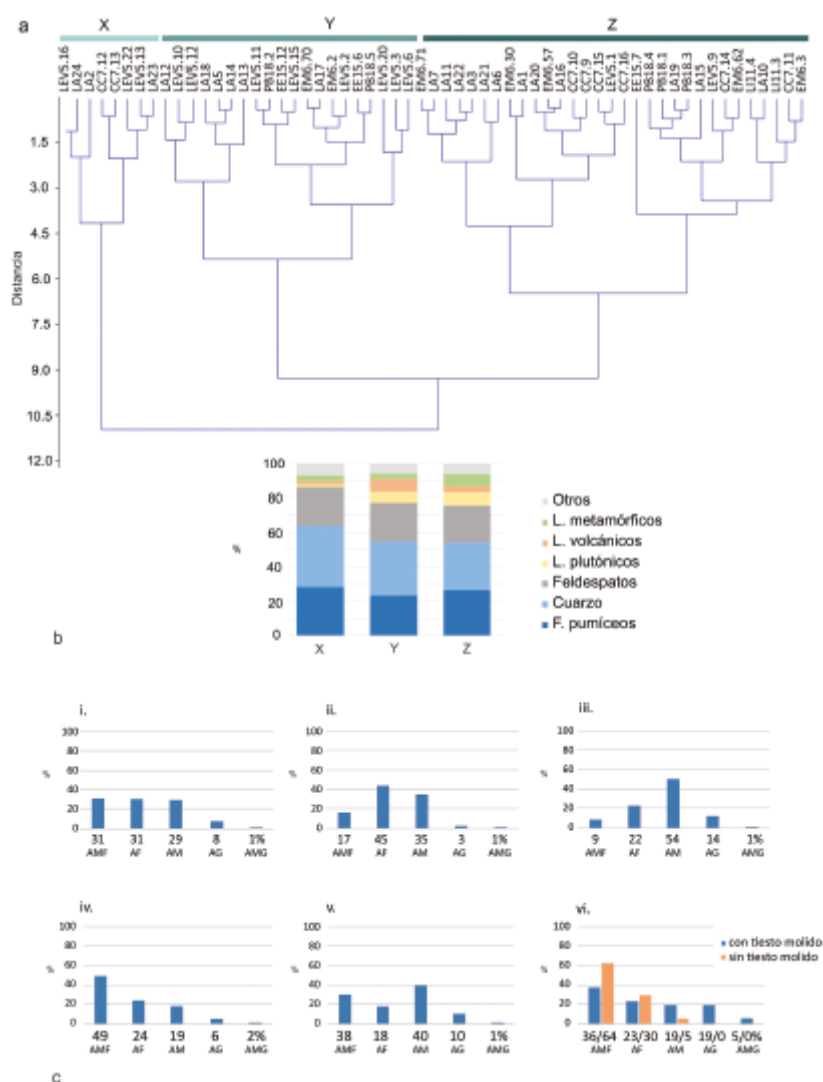 a
X Y Z
LEV5.16 LA24 LA2 CC7.12 CC7.13 LEV5.22 LEV5.13 LA23 LA12 LEV5.10 LEV5.12 LA18 LA5 LA14 LA13 LEV5.11 PB18.2 EE15.12 EE15.15 EM6.70 LA17 EM6.2 LEV5.2 EE15.6 PB18.5 LEV5.20 LEV5.3 LEV5.6 EM6.71 LA7 LA11 LA22 LA3 LA21 LA6 EM6.30 LA1 LA20 EM6.57 LA16 CC7.10 CC7.9 CC7.15 LEV5.1 CC7.16 EE15.7 PB18.4 PB18.1 LA19 PB18.3 LA15 LEV5.9 CC7.14 EM6.62 LI11.4 LA10 LI11.3 CC7.11 EM6.3
1.5
3.0
4.5
6.0
7.5
9.0
10.5
12.0
Distancia
100
80
60
40
20
0
%
X Y Z
Otros
L. metamórficos
L. volcánicos
L. plutónicos
Feldespatos
Cuarzo
F. pumíceos
b
i.
100
80
60
40
20
0
%
31 31 29 8 1%
AMF AF AM AG AMG
ii.
100
80
60
40
20
0
%
17 45 35 3 1%
AMF AF AM AG AMG
iii.
100
80
60
40
20
0
%
9 22 54 14 1%
AMF AF AM AG AMG
iv.
100
80
60
40
20
0
%
49 24 19 6 2%
AMF AF AM AG AMG
v.
100
80
60
40
20
0
%
38 18 40 10 1%
AMF AF AM AG AMG
vi.
100
80
60
40
20
0
%
con tiesto molido
sin tiesto molido
36/64 23/30 19/5 19/0 5/0%
AMF AF AM AG AMG
c